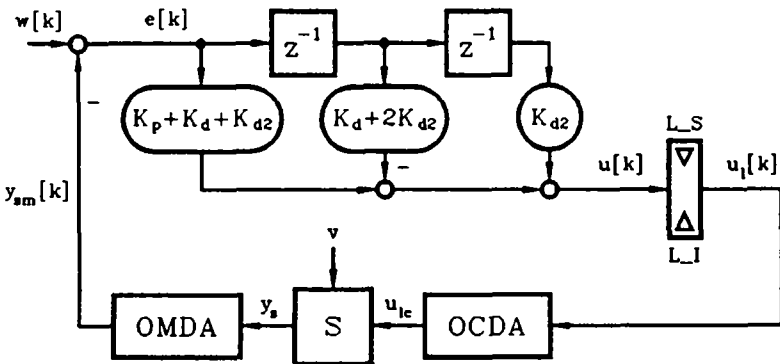 w[k]
e[k]
Z⁻¹
Z⁻¹
−
K_p+K_d+K_d2
K_d+2K_d2
K_d2
L_S
y_sm[k]
−
u[k]
u_l[k]
L_I
v
OMDA
y_s
S
u_lc
OCDA